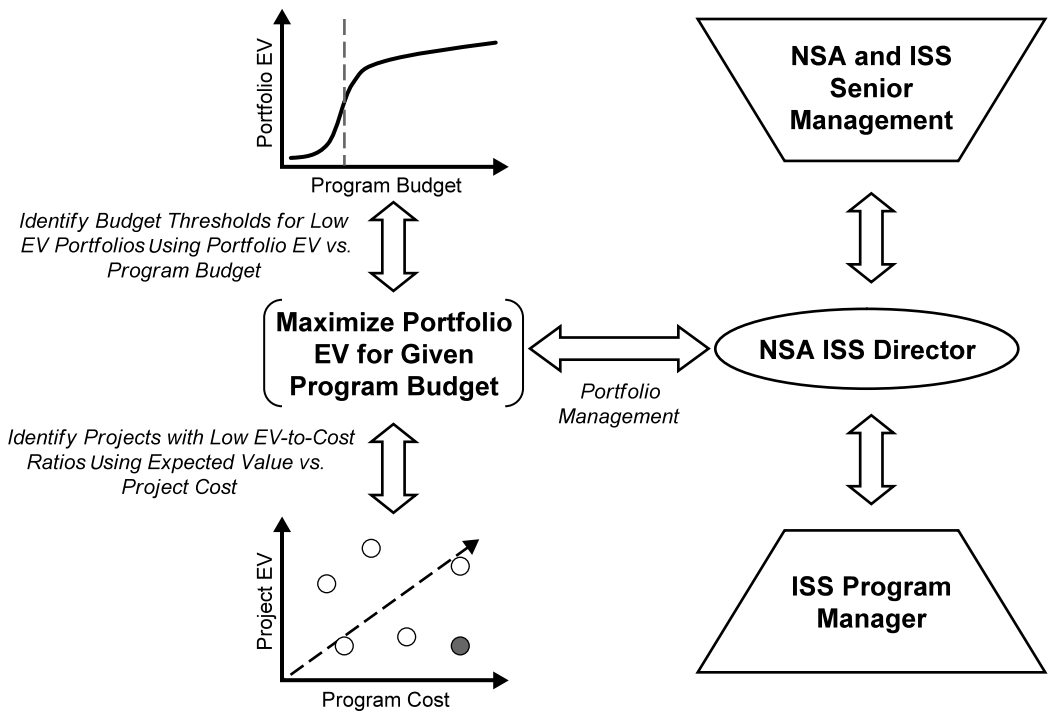 Portfolio EV
Program Budget
Identify Budget Thresholds for Low
EV Portfolios Using Portfolio EV vs.
Program Budget
Maximize Portfolio
EV for Given
Program Budget
Identify Projects with Low EV-to-Cost
Ratios Using Expected Value vs.
Project Cost
Project EV
Program Cost
Portfolio
Management
NSA and ISS
Senior
Management
NSA ISS Director
ISS Program
Manager